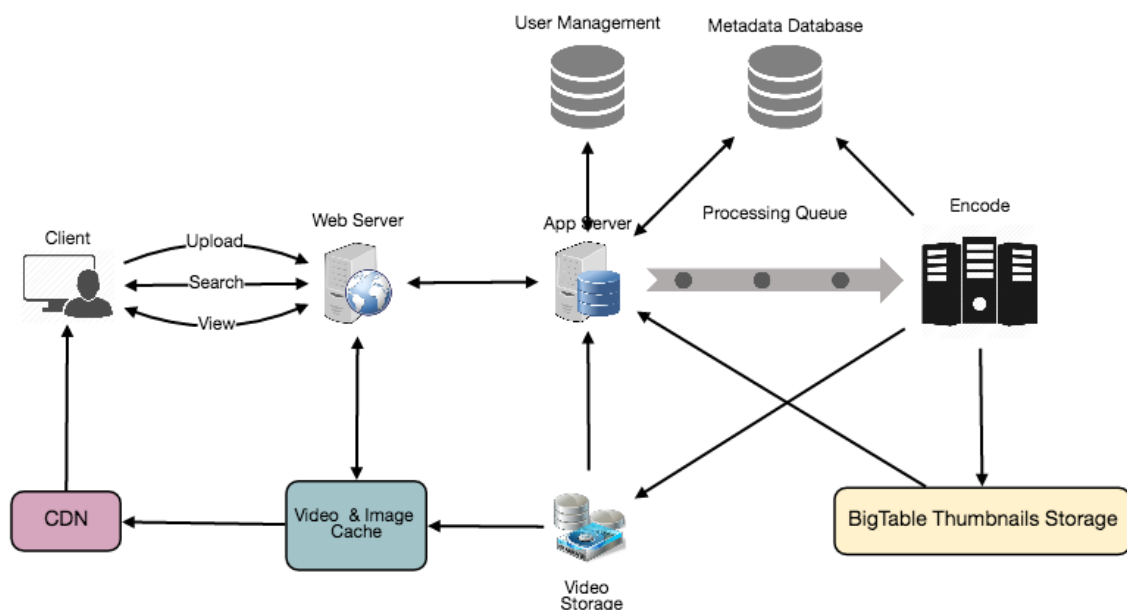 User Management
Metadata Database
Client
Upload
Search
View
Web Server
App Server
Processing Queue
Encode
CDN
Video & Image
Cache
Video
Storage
BigTable Thumbnails Storage